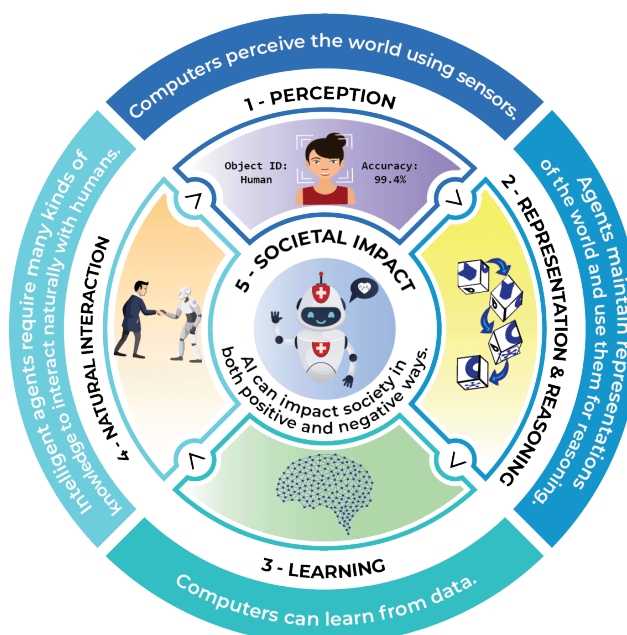 Computers perceive the world using sensors.
1 - PERCEPTION
Object ID:
Human
Accuracy:
99.4%
Agents maintain representations
of the world and use them for reasoning.
2 - REPRESENTATION & REASONING
3 - LEARNING
Computers can learn from data.
Intelligent agents require many kinds of
knowledge to interact naturally with humans.
4 - NATURAL INTERACTION
5 - SOCIETAL IMPACT
AI can impact society in
both positive and negative ways.